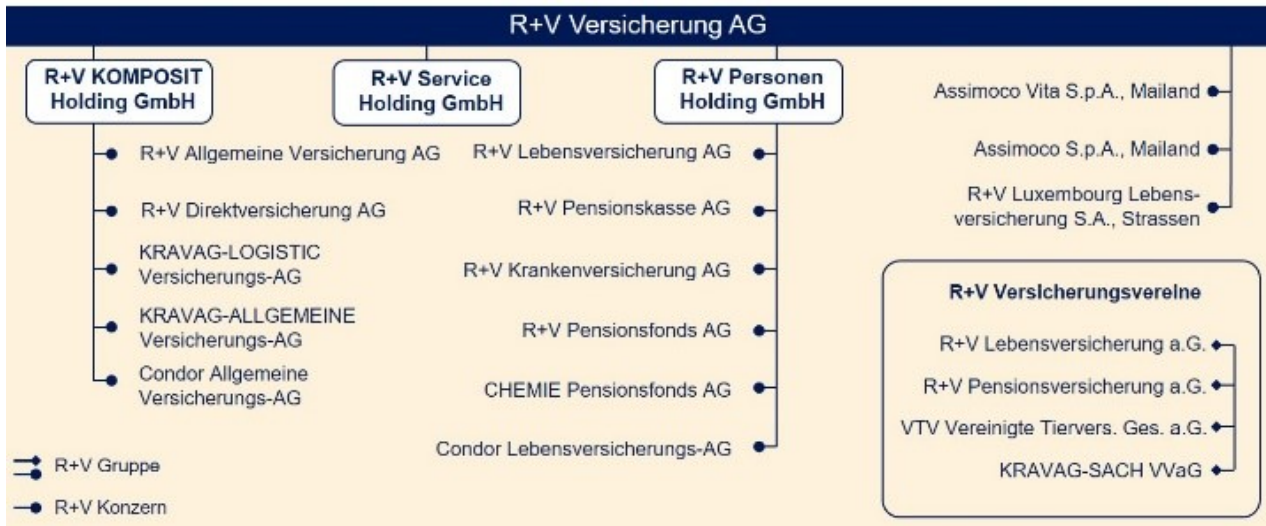 R+V Versicherung AG
R+V KOMPOSIT
Holding GmbH
R+V Service
Holding GmbH
R+V Personen
Holding GmbH
R+V Allgemeine Versicherung AG
R+V Direktversicherung AG
KRAVAG-LOGISTIC
Versicherungs-AG
KRAVAG-ALLGEMEINE
Versicherungs-AG
Condor Allgemeine
Versicherungs-AG
R+V Lebensversicherung AG
R+V Pensionskasse AG
R+V Krankenversicherung AG
R+V Pensionsfonds AG
CHEMIE Pensionsfonds AG
Condor Lebensversicherungs-AG
Assimoco Vita S.p.A., Mailand
Assimoco S.p.A., Mailand
R+V Luxembourg Lebens-
versicherung S.A., Strassen
R+V Versicherungsvereine
R+V Lebensversicherung a.G.
R+V Pensionsversicherung a.G.
VTV Vereinigte Tiervers. Ges. a.G.
KRAVAG-SACH VVaG
R+V Gruppe
R+V Konzern